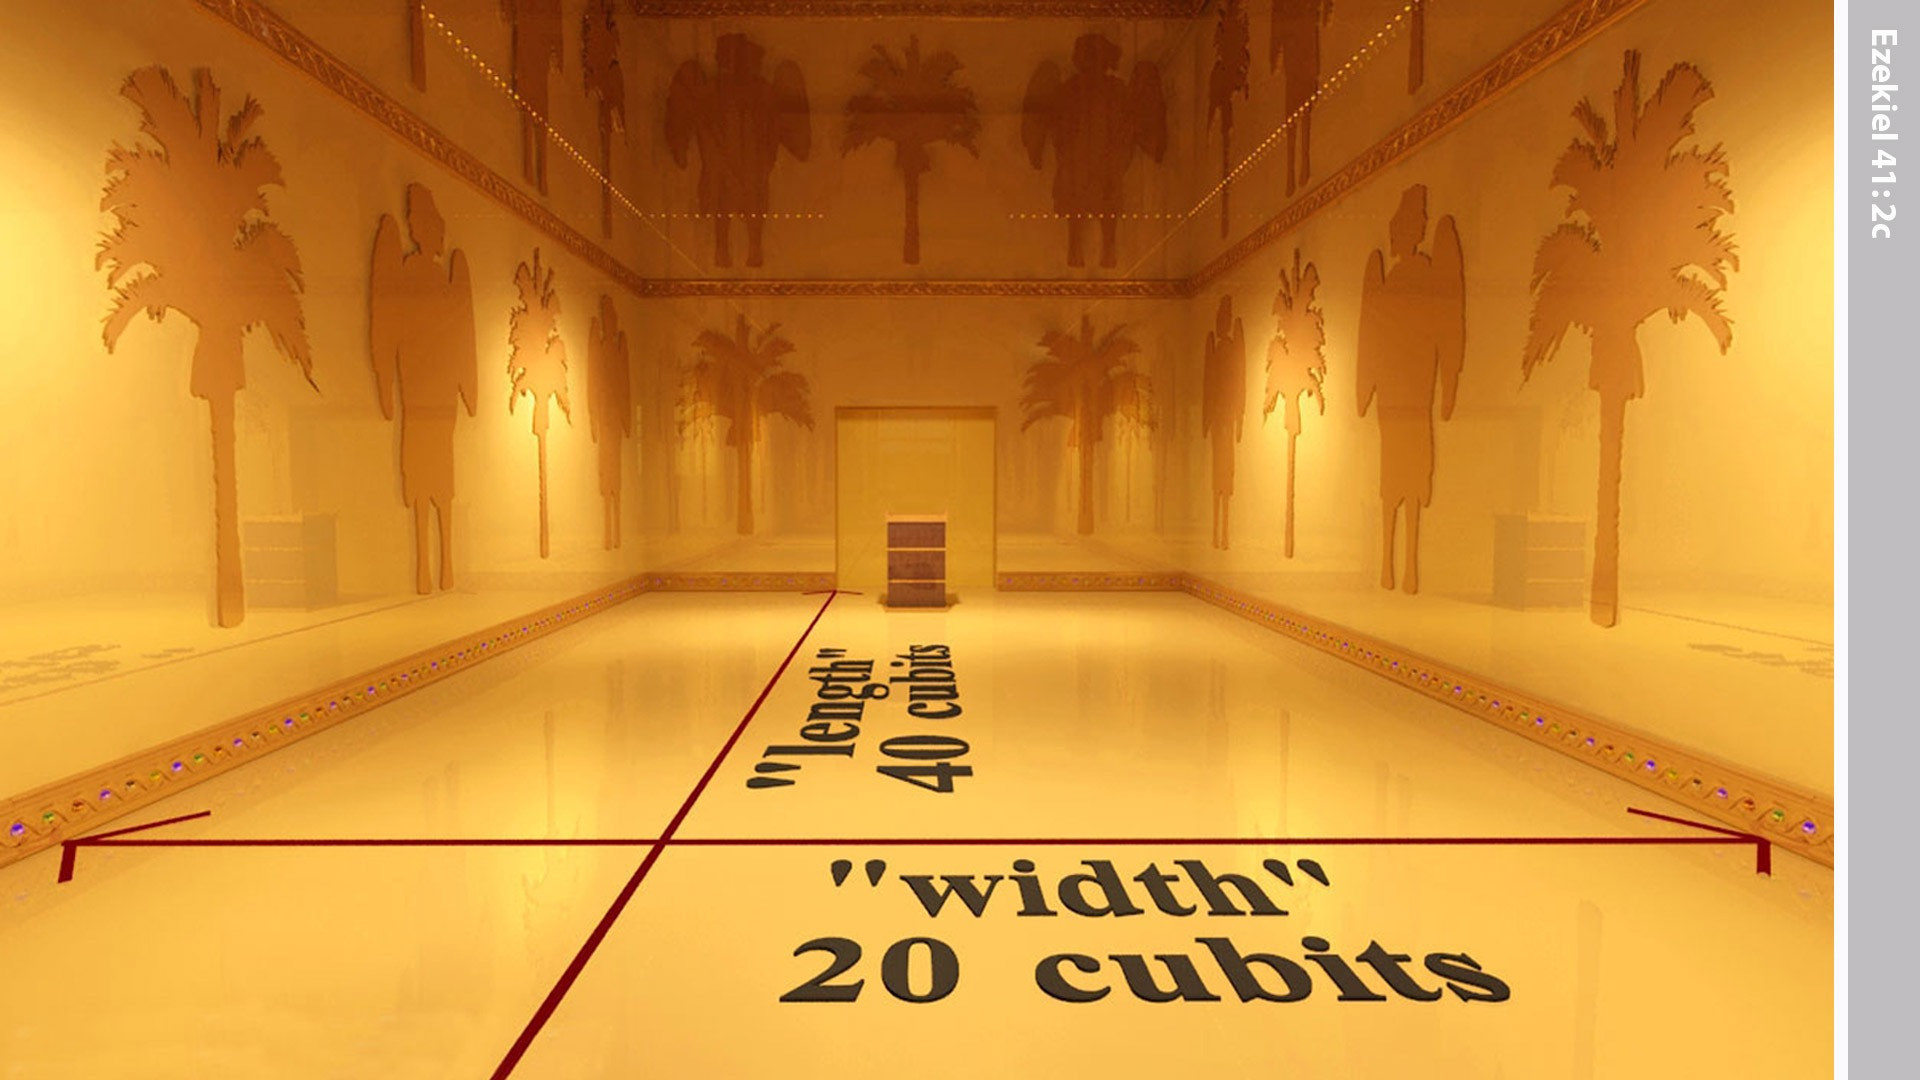 Ezekiel 41:2c
"length"
40 cubits
"width"
20 cubits